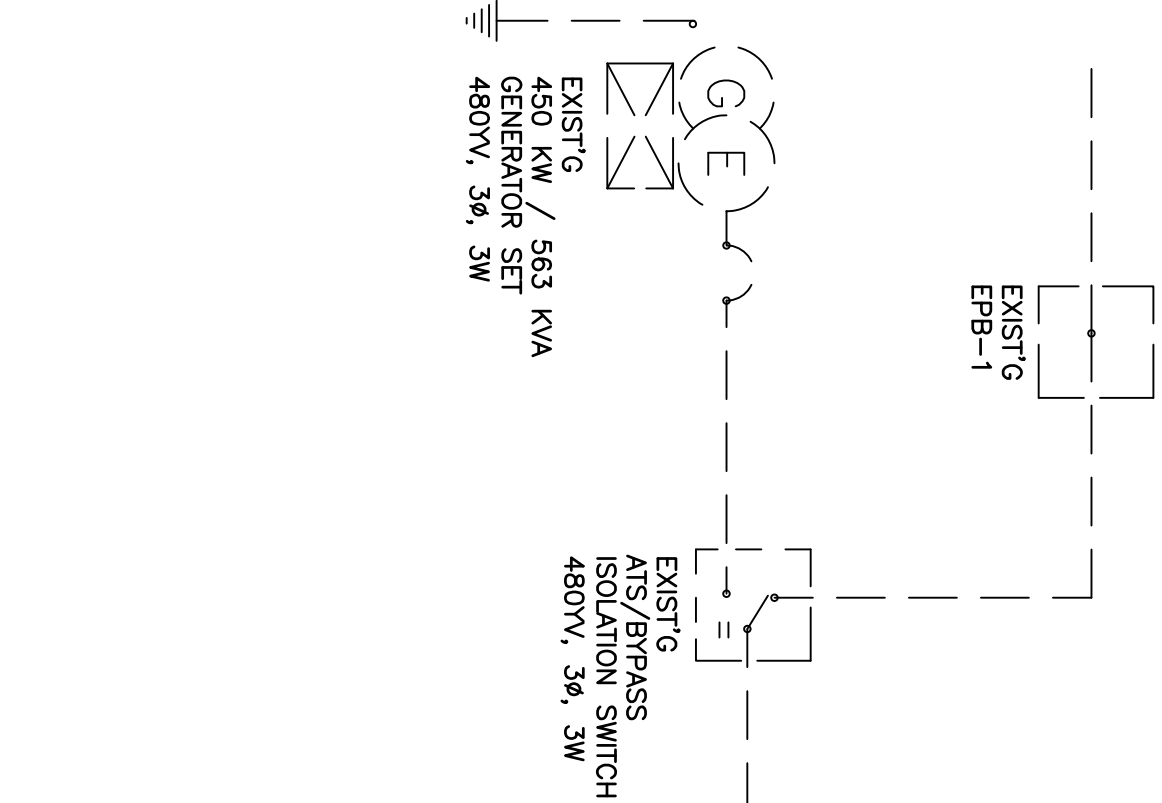 G
E
EXIST'G
450 KW / 563 KVA
GENERATOR SET
480YV, 3ø, 3W
EXIST'G
EPB-1
EXIST'G
ATS/BYPASS
ISOLATION SWITCH
480YV, 3ø, 3W